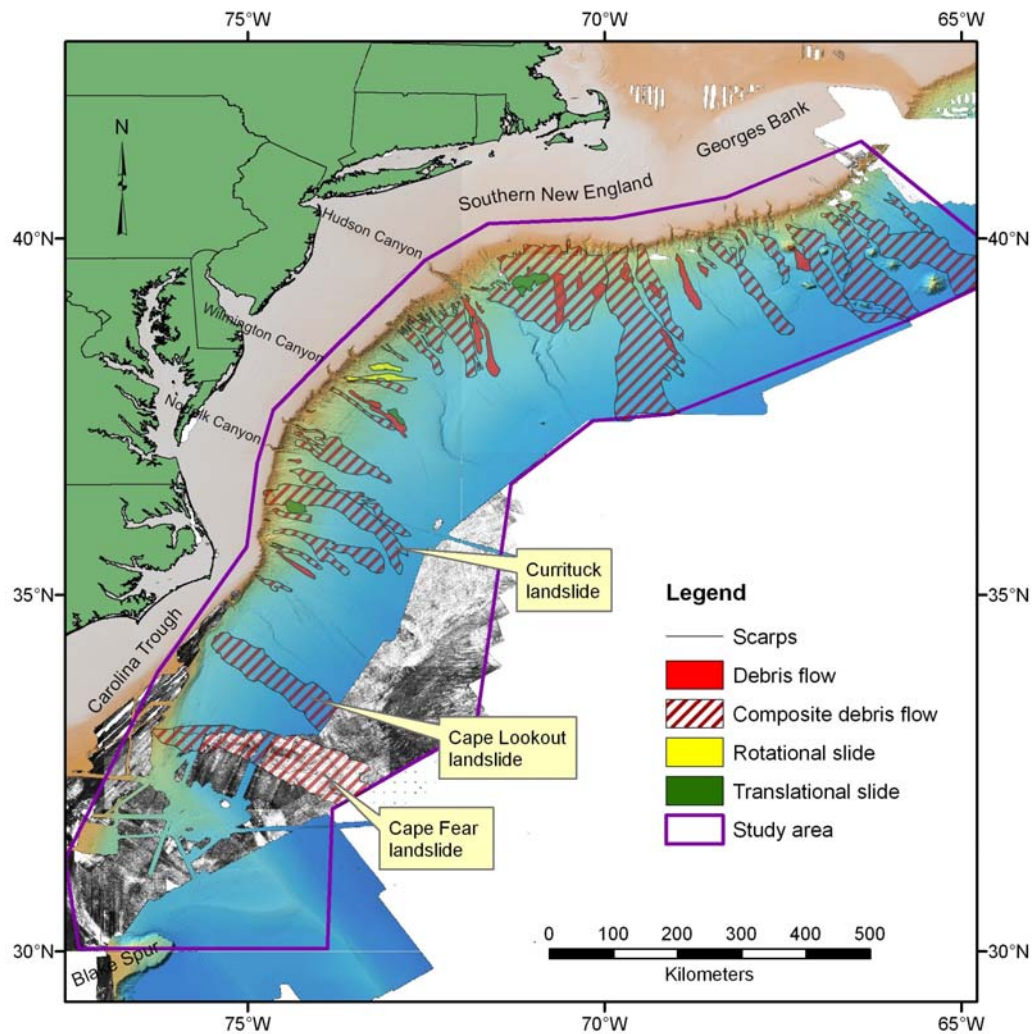 75°W
70°W
65°W
N
Georges Bank
Southern New England
Hudson Canyon
40°N
40°N
Wilmington Canyon
Norfolk Canyon
Currituck
landslide
35°N
35°N
Legend
Scarps
Carolina Trough
Debris flow
Composite debris flow
Cape Lookout
landslide
Rotational slide
Translational slide
Cape Fear
landslide
Study area
30°N
30°N
Blake Spur
0 100 200 300 400 500
Kilometers
75°W
70°W
65°W